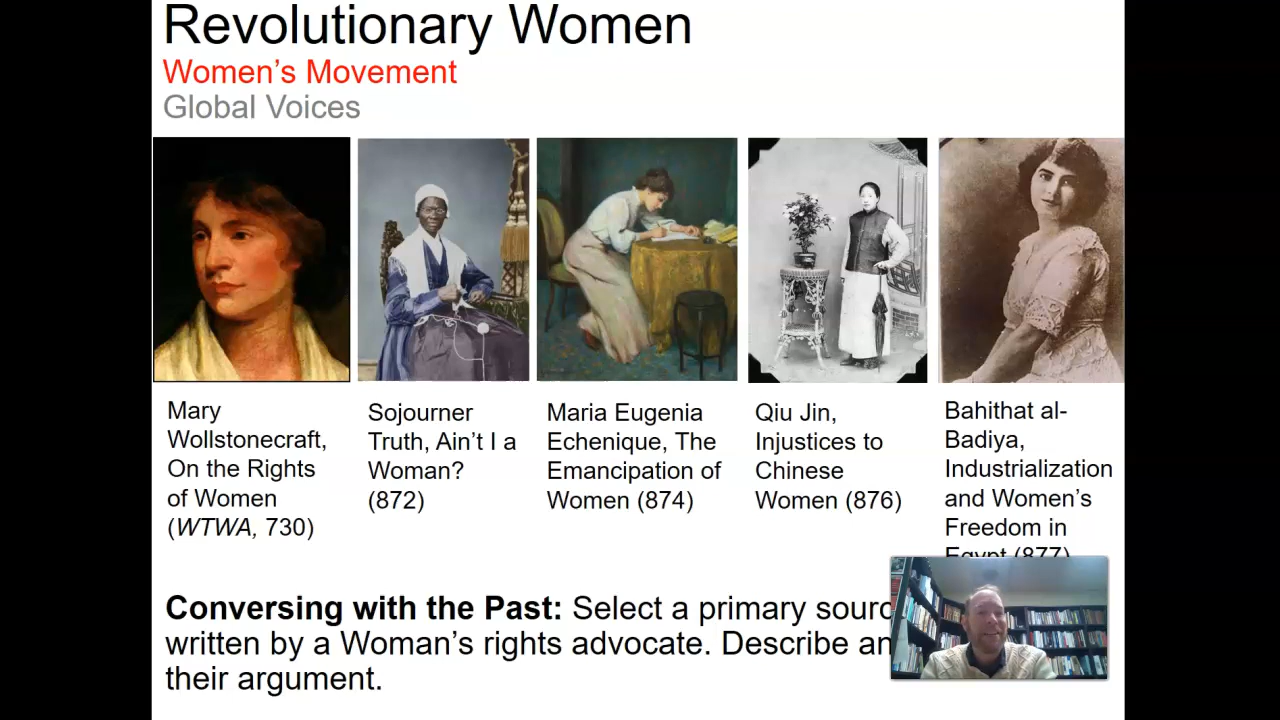 Revolutionary Women
Women's Movement
Global Voices
Mary
Wollstonecraft,
On the Rights
of Women
(WTWA, 730)
Sojourner
Truth, Ain't I a
Woman?
(872)
Maria Eugenia
Echenique, The
Emancipation of
Women (874)
Qiu Jin,
Injustices to
Chinese
Women (876)
Bahithat al-
Badiya,
Industrialization
and Women's
Freedom in
Egypt (877)
Conversing with the Past: Select a primary sourc
written by a Woman's rights advocate. Describe an
their argument.